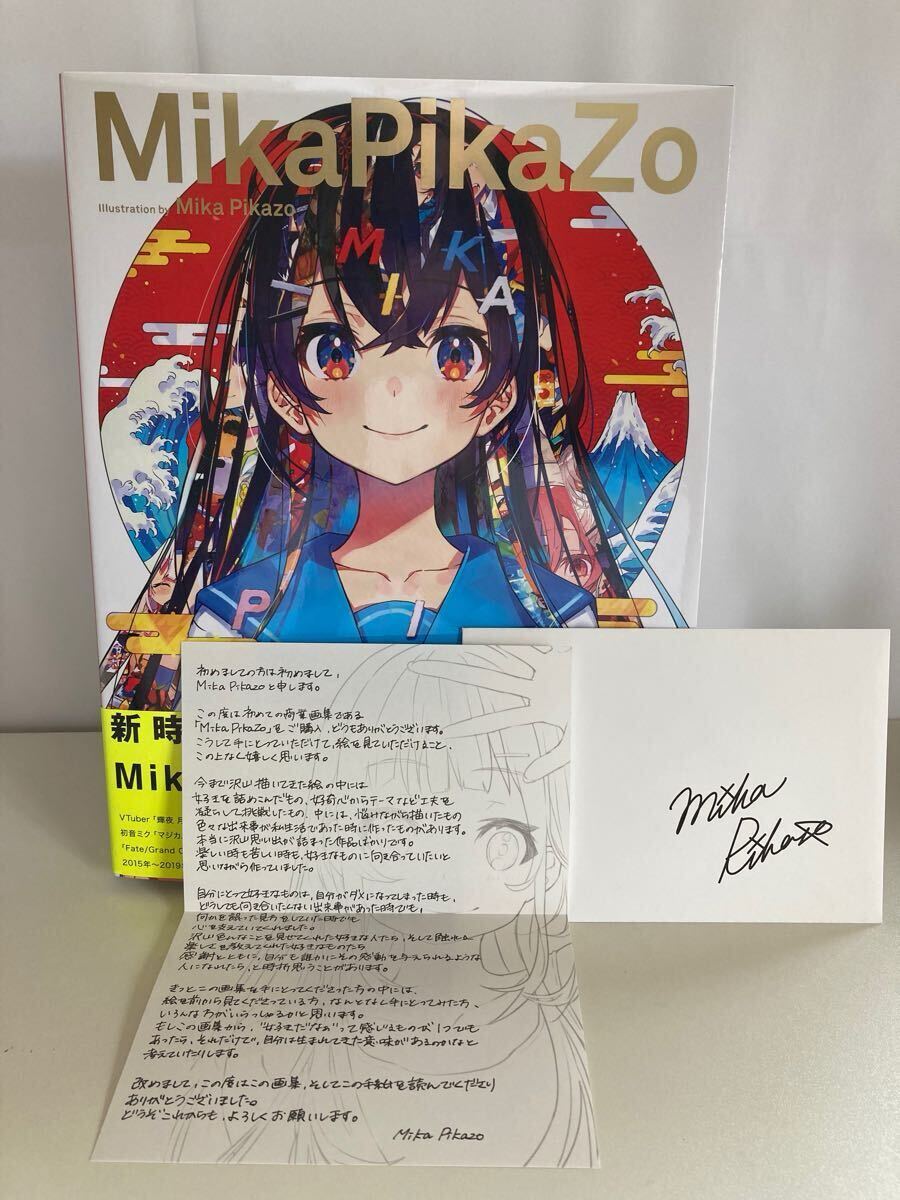 MikaPikaZo
Illustration by Mika Pikazo
M K
I A
P I
初めましての方は初めまして、
Mika Pikazoと申します。
この度は初めての商業画集である
「MikaPikaZo」をご購入、どうもありがとうございます。
こうして手にとっていただけて、絵を見ていただけること、
この上なく嬉しく思います。
今まで沢山描いてきた絵の中には
好きを詰めこんだもの、好奇心からテーマなど工夫を
凝らして挑戦したもの、中には、悩みながら描いたもの
色々な出来事が私生活であった時に作ったものがあります。
本当に沢山思い出が詰まった作品ばかりです。
楽しい時も苦しい時も、好きなものに向き合っていたいと
思いながら作っていました。
自分にとって好きなものは、自分がダメになってしまった時も、
どうしても向き合いたくない出来事があった時でも、
何かを誤った見方をしていた時でも
心を支えていてくれました。
沢山色んなことを見せてくれた好きな人たち、そして触れる
楽しさを教えてくれた好きなものたち
感謝とともに、自分も誰かにその感動を与えられるような
人になれたら、と時折思うことがあります。
きっとこの画集を手にとってくださった方の中には、
絵を前から見てくださっている方、なんとなく手にとってみた方、
いろんな方がいらっしゃるかと思います。
もしこの画集から、"好きだなぁ"って感じるものが1つでも
あったら、それだけで、自分は生まれてきた意味があるのかなと
考えていたりします。
改めまして、この度はこの画集、そしてこの手紙を読んでくださり
ありがとうございました。
どうぞこれからも、よろしくお願いします。
Mika Pikazo
Mika
Pikazo
新時
Mik
VTuber「輝夜 月
初音ミク「マジカ
「Fate/Grand O
2015年～2019